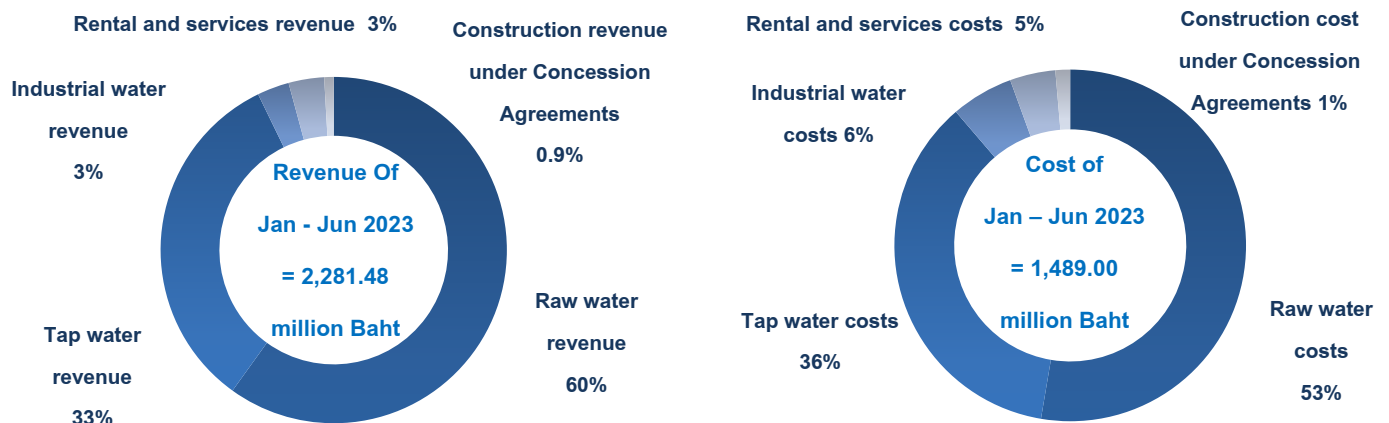 Rental and services revenue  3%
Construction revenue
under Concession
Agreements
0.9%
Industrial water
revenue
3%
Revenue Of
Jan - Jun 2023
= 2,281.48
million Baht
Tap water
revenue
33%
Raw water
revenue
60%
Rental and services costs  5%
Construction cost
under Concession
Agreements 1%
Industrial water
costs 6%
Cost of
Jan – Jun 2023
= 1,489.00
million Baht
Tap water costs
36%
Raw water
costs
53%